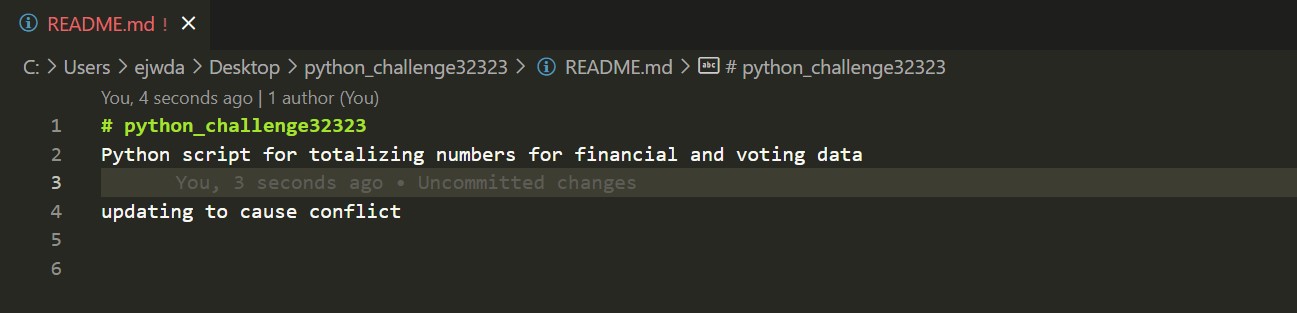 README.md !
C: > Users > ejwda > Desktop > python_challenge32323 > README.md > # python_challenge32323
You, 4 seconds ago | 1 author (You)
1 # python_challenge32323
2 Python script for totalizing numbers for financial and voting data
3 You, 3 seconds ago • Uncommitted changes
4 updating to cause conflict
5
6